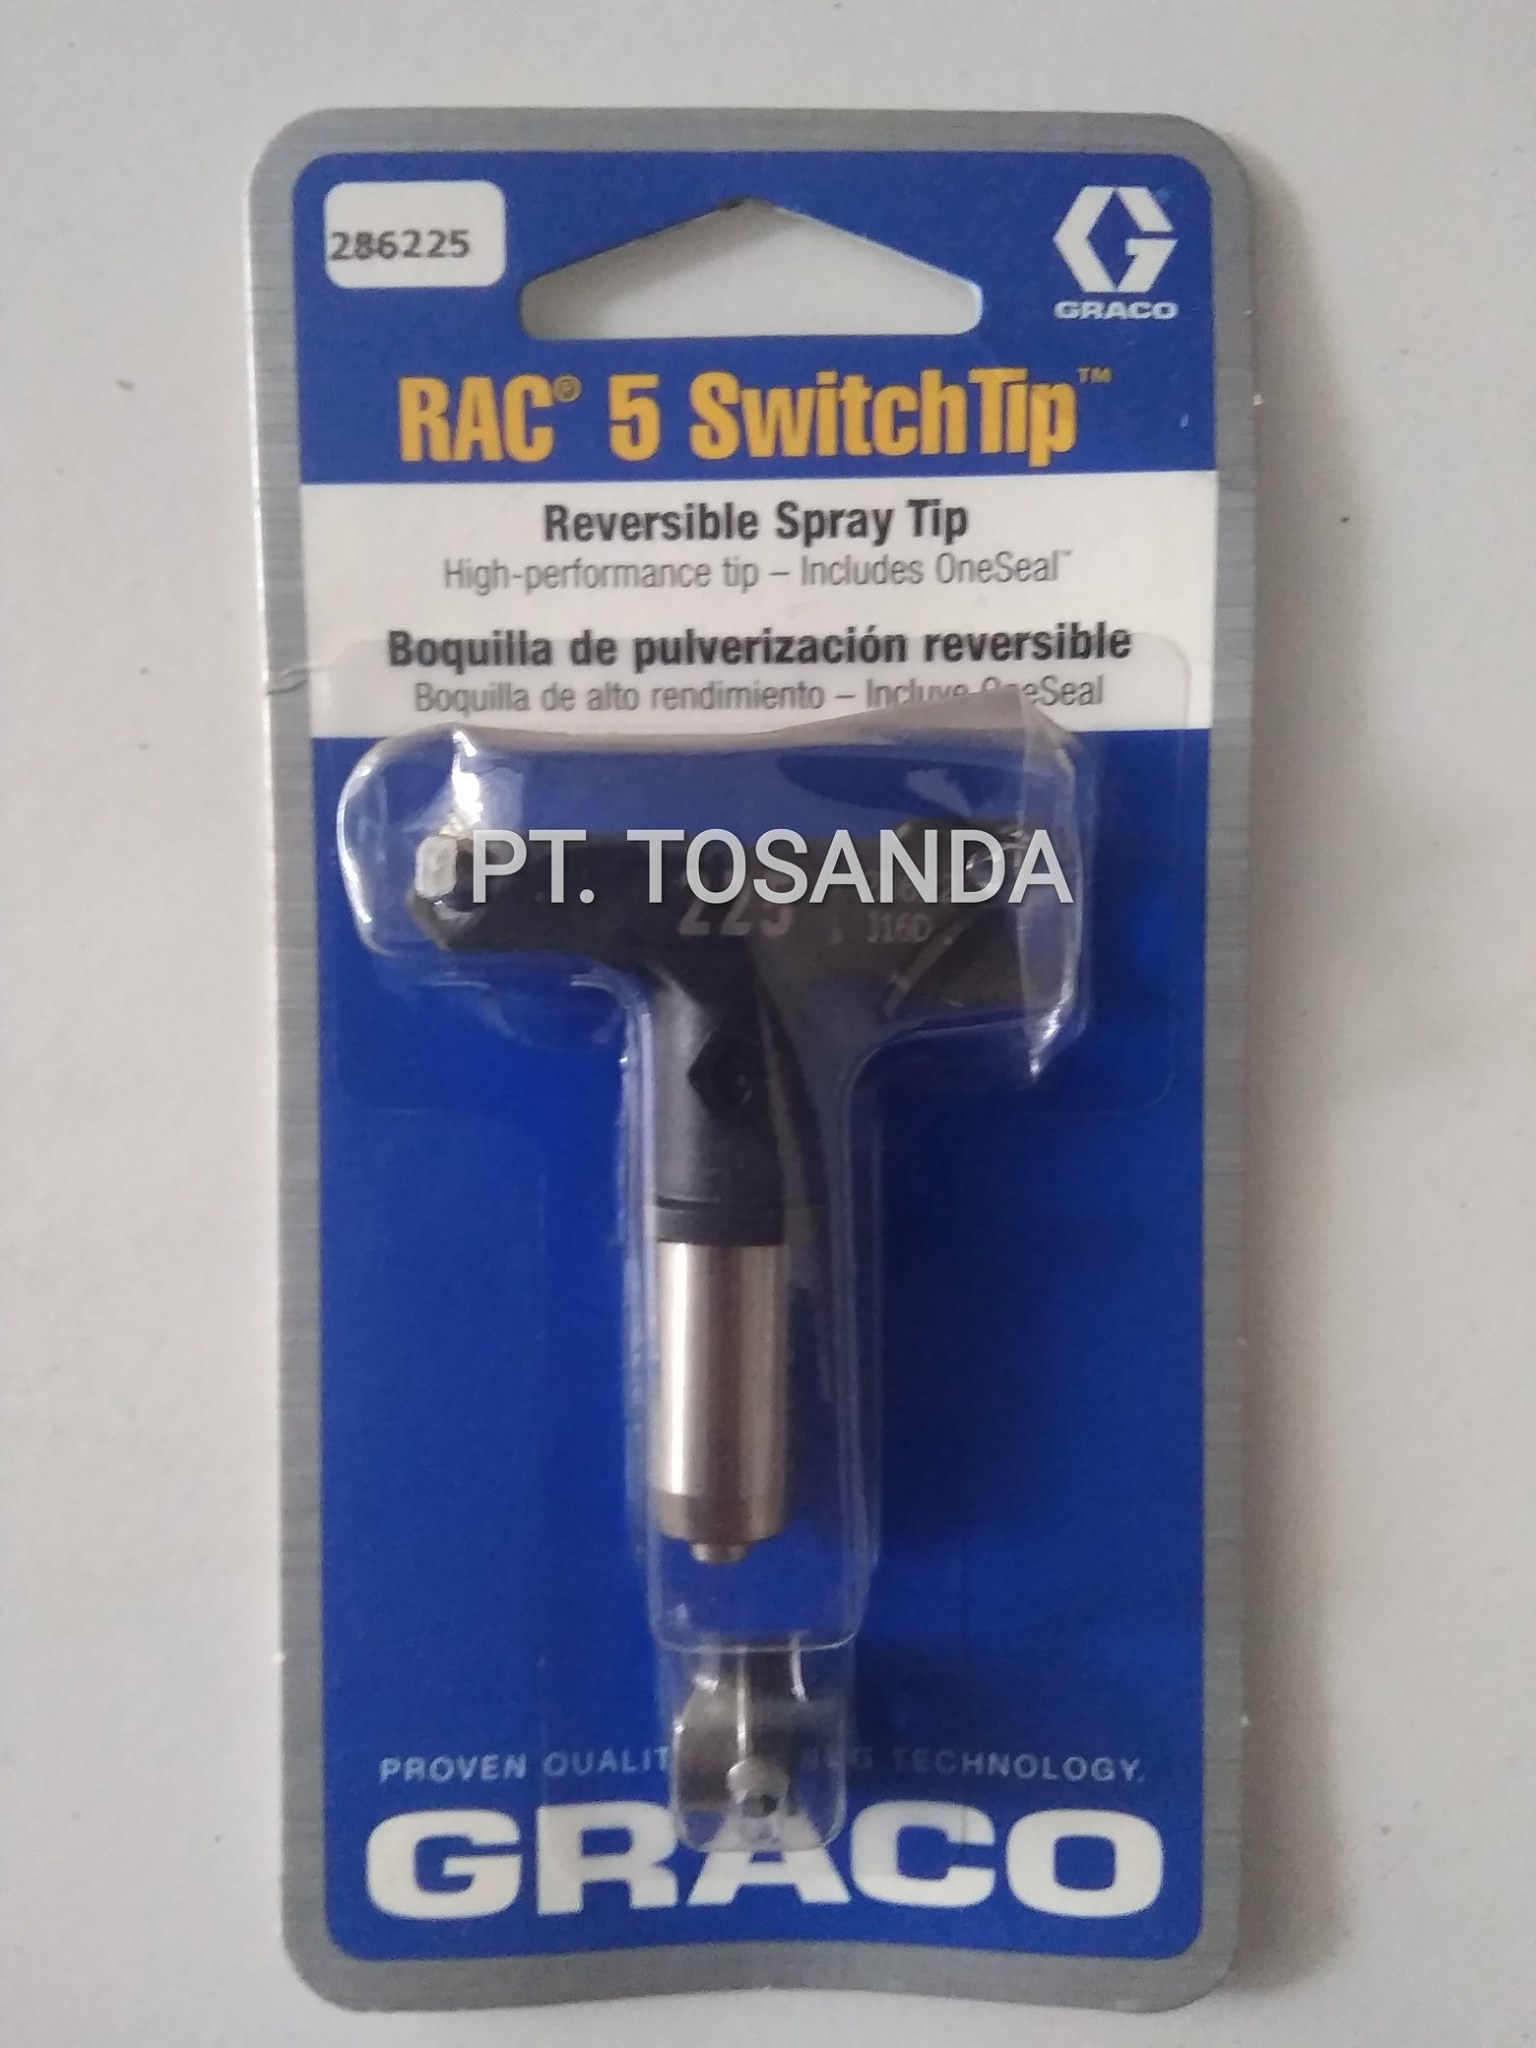 286225
GRACO
RAC® 5 SwitchTip™
Reversible Spray Tip
High-performance tip – Includes OneSeal™
Boquilla de pulverización reversible
Boquilla de alto rendimiento – Incluye OneSeal
PT. TOSANDA
225
J16D
PROVEN QUALITY. TECHNOLOGY.
GRACO